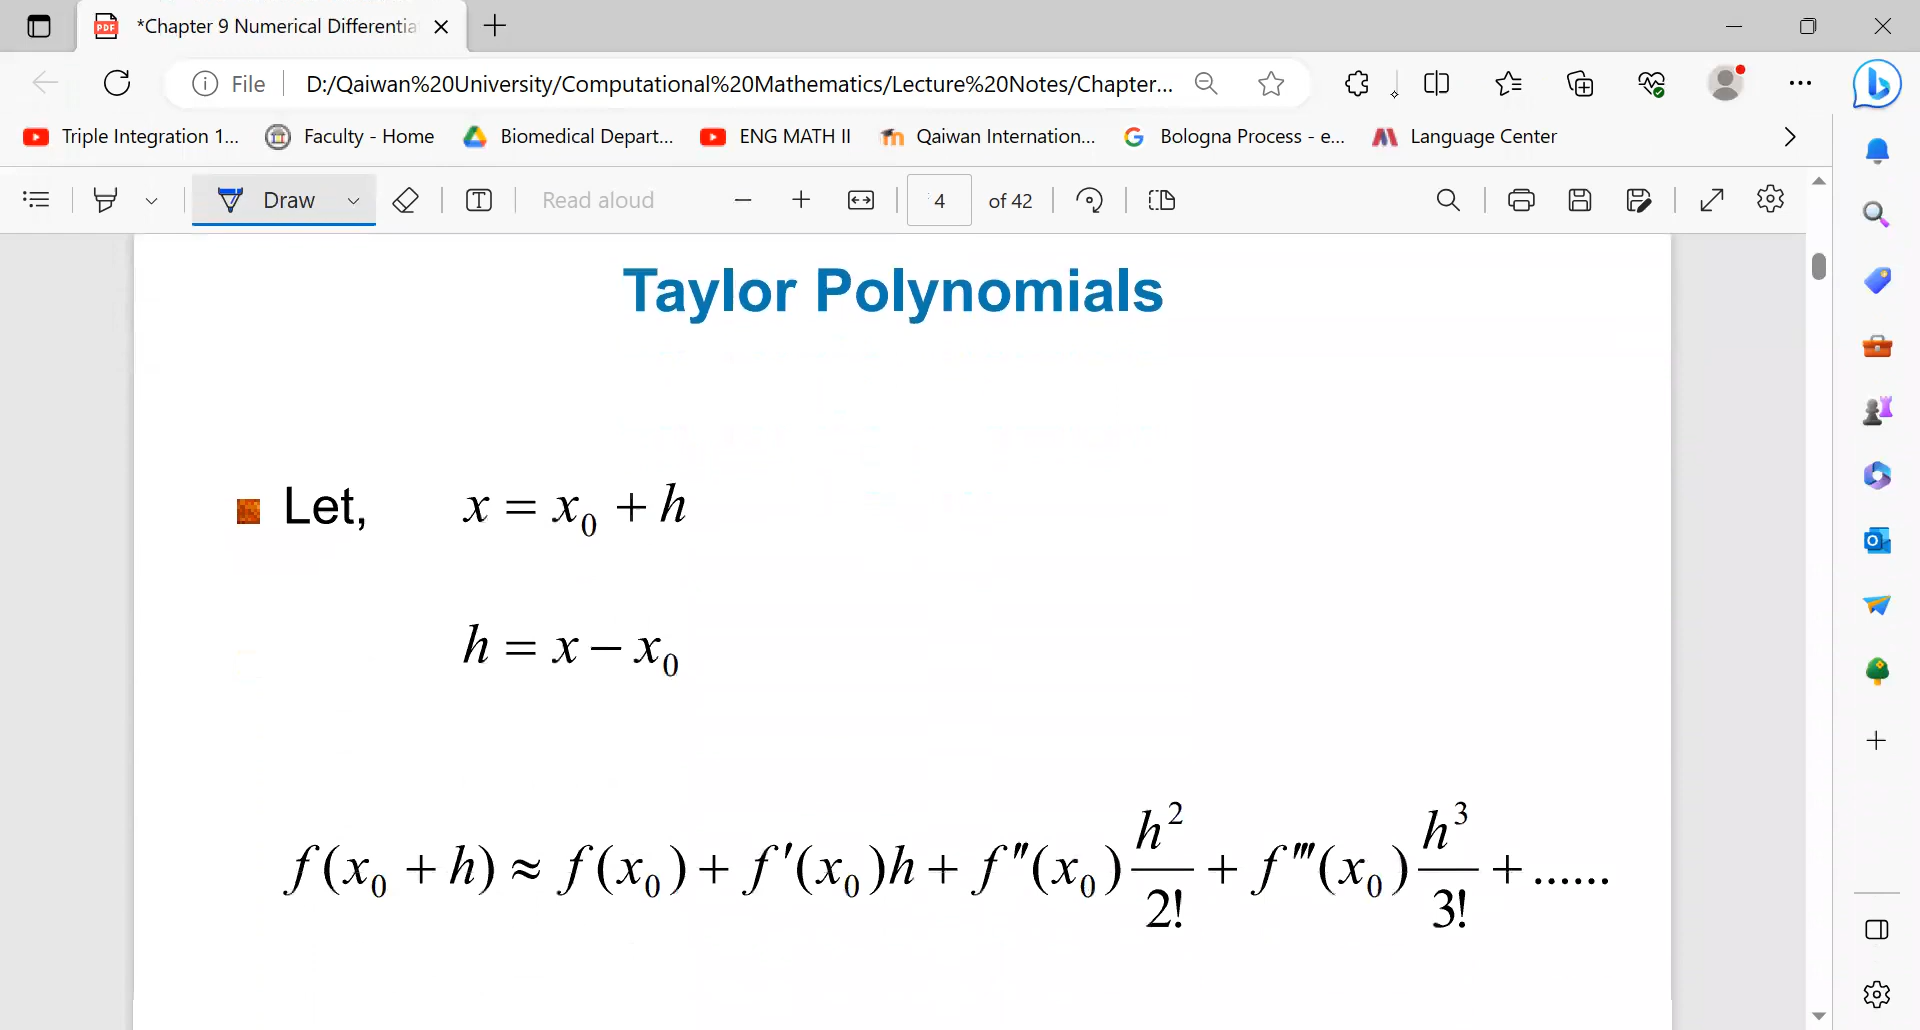 *Chapter 9 Numerical Differentia
File D:/Qaiwan%20University/Computational%20Mathematics/Lecture%20Notes/Chapter...
Triple Integration 1... Faculty - Home Biomedical Depart... ENG MATH II Qaiwan Internation... Bologna Process - e... Language Center
Draw Read aloud 4 of 42
Taylor Polynomials
Let, x = x₀ + h
h = x − x₀
f(x₀ + h) ≈ f(x₀) + f′(x₀)h + f″(x₀) h²/2! + f‴(x₀) h³/3! + ......